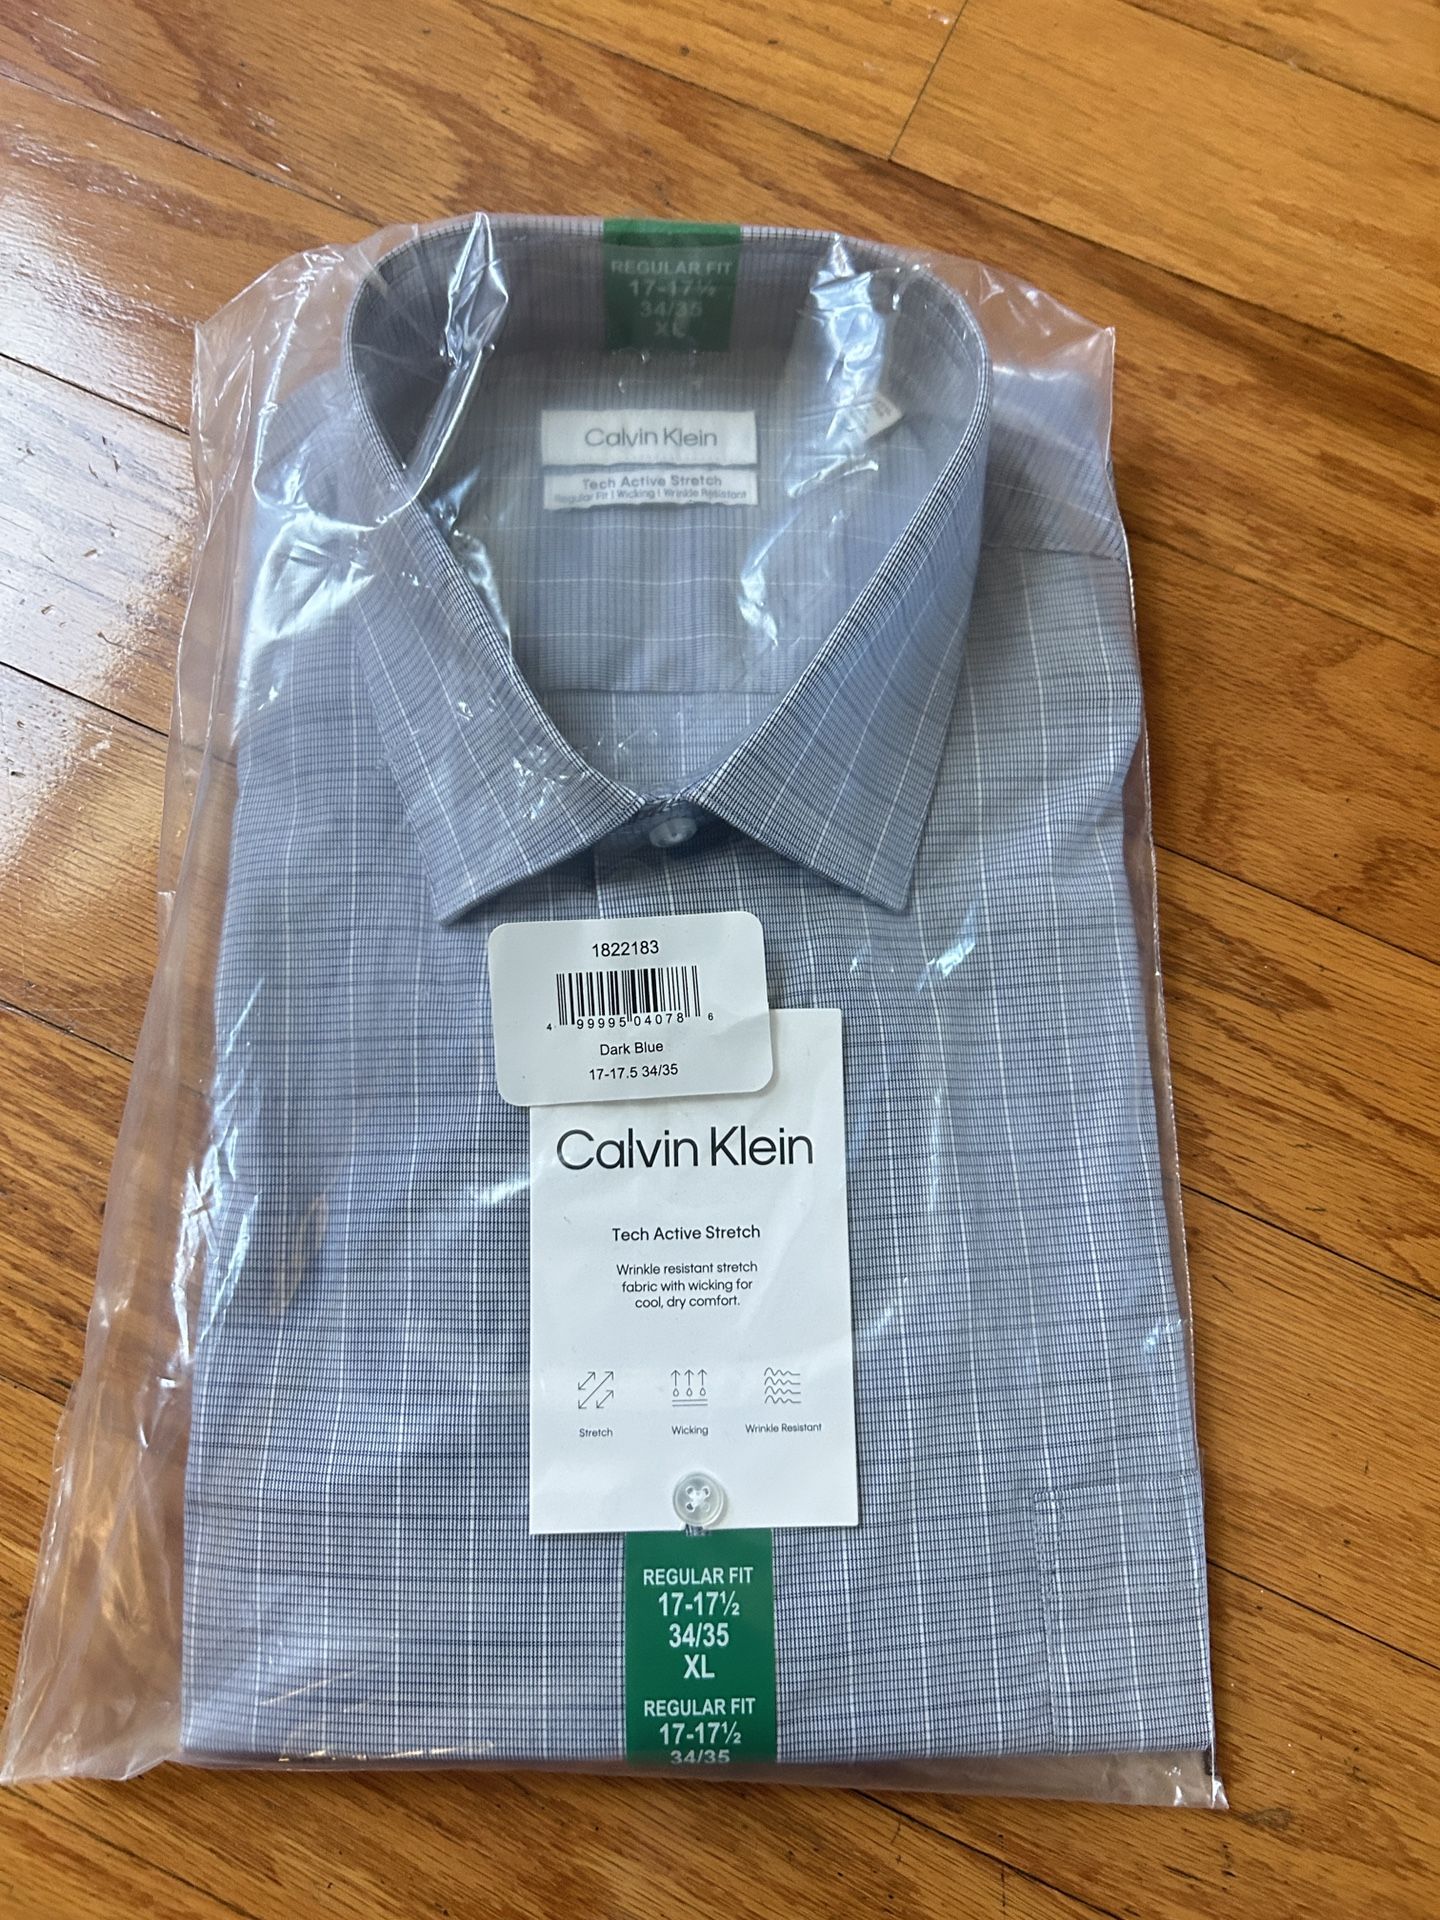 REGULAR FIT
17-17½
34/35
XL
Calvin Klein
Tech Active Stretch
Regular Fit | Wicking | Wrinkle Resistant
1822183
4 99995 04078 6
Dark Blue
17-17.5 34/35
Calvin Klein
Tech Active Stretch
Wrinkle resistant stretch
fabric with wicking for
cool, dry comfort.
Stretch Wicking Wrinkle Resistant
REGULAR FIT
17-17½
34/35
XL
REGULAR FIT
17-17½
34/35